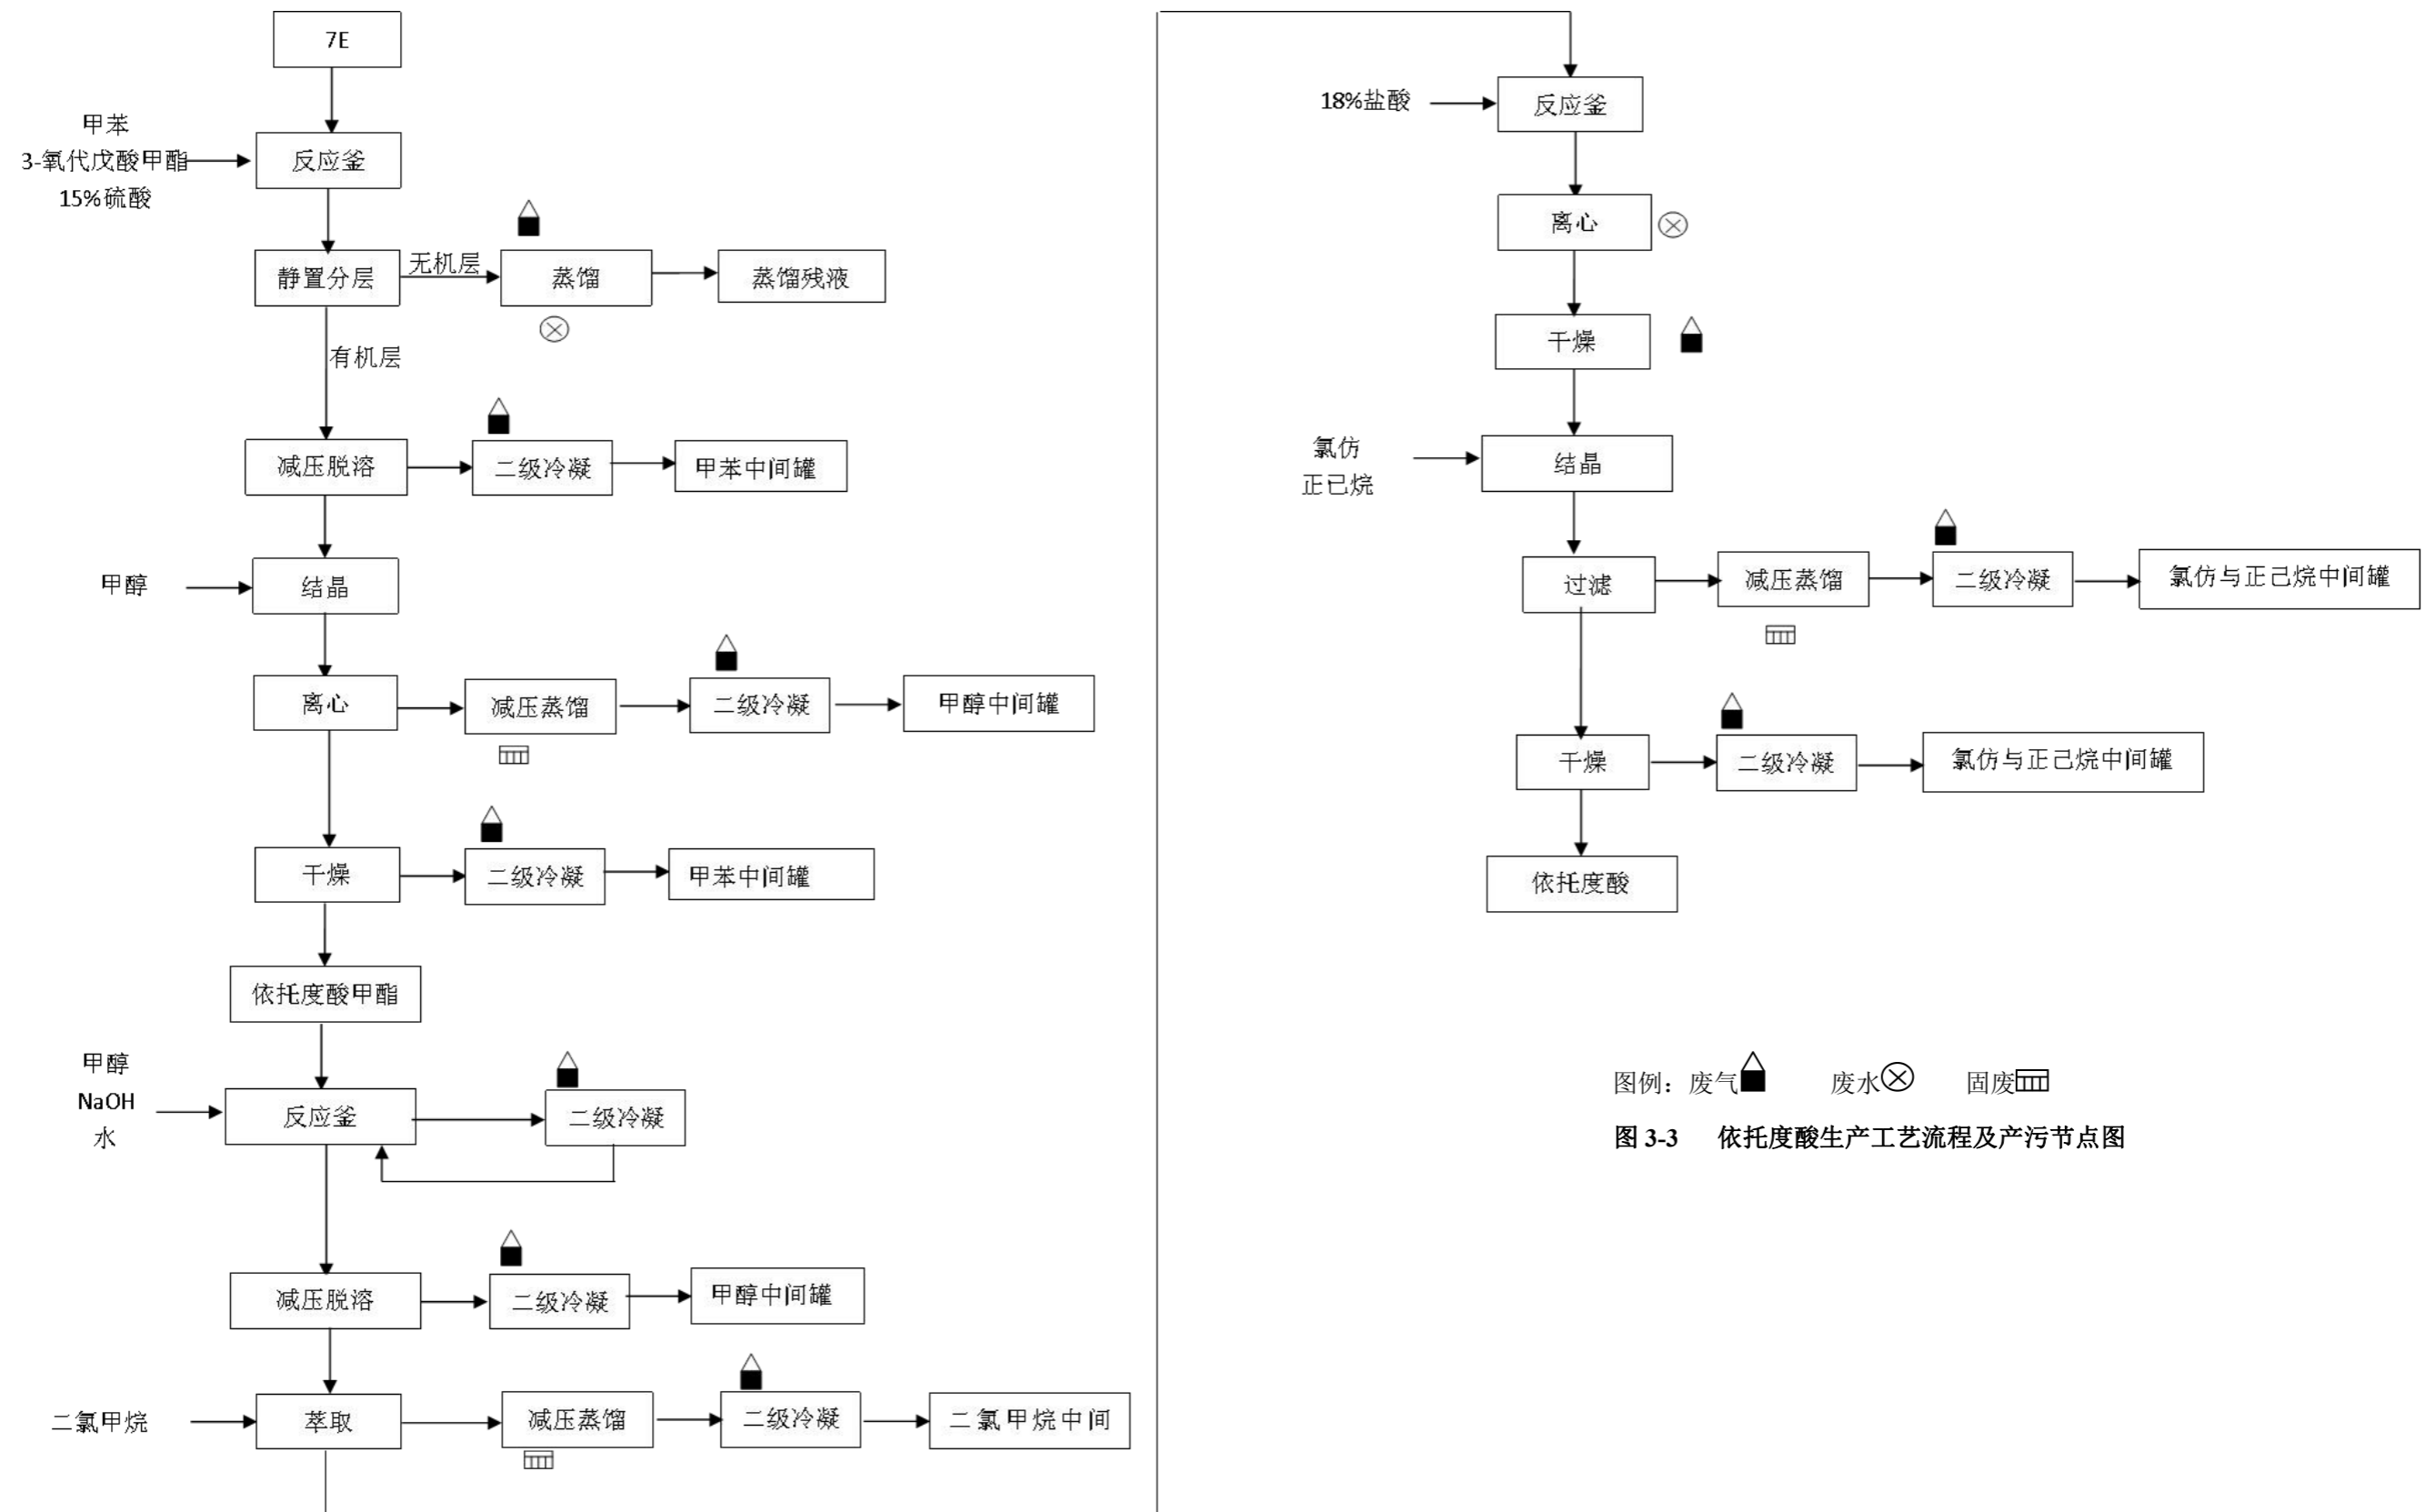 7E
甲苯
3-氧代戊酸甲酯
15%硫酸
反应釜
静置分层
无机层
蒸馏
蒸馏残液
有机层
减压脱溶
二级冷凝
甲苯中间罐
甲醇
结晶
离心
减压蒸馏
二级冷凝
甲醇中间罐
干燥
二级冷凝
甲苯中间罐
依托度酸甲酯
甲醇
NaOH
水
反应釜
二级冷凝
减压脱溶
二级冷凝
甲醇中间罐
二氯甲烷
萃取
减压蒸馏
二级冷凝
二氯甲烷中间
18%盐酸
反应釜
离心
干燥
氯仿
正已烷
结晶
过滤
减压蒸馏
二级冷凝
氯仿与正己烷中间罐
干燥
二级冷凝
氯仿与正己烷中间罐
依托度酸
图例：废气 废水 固废
图 3-3 依托度酸生产工艺流程及产污节点图